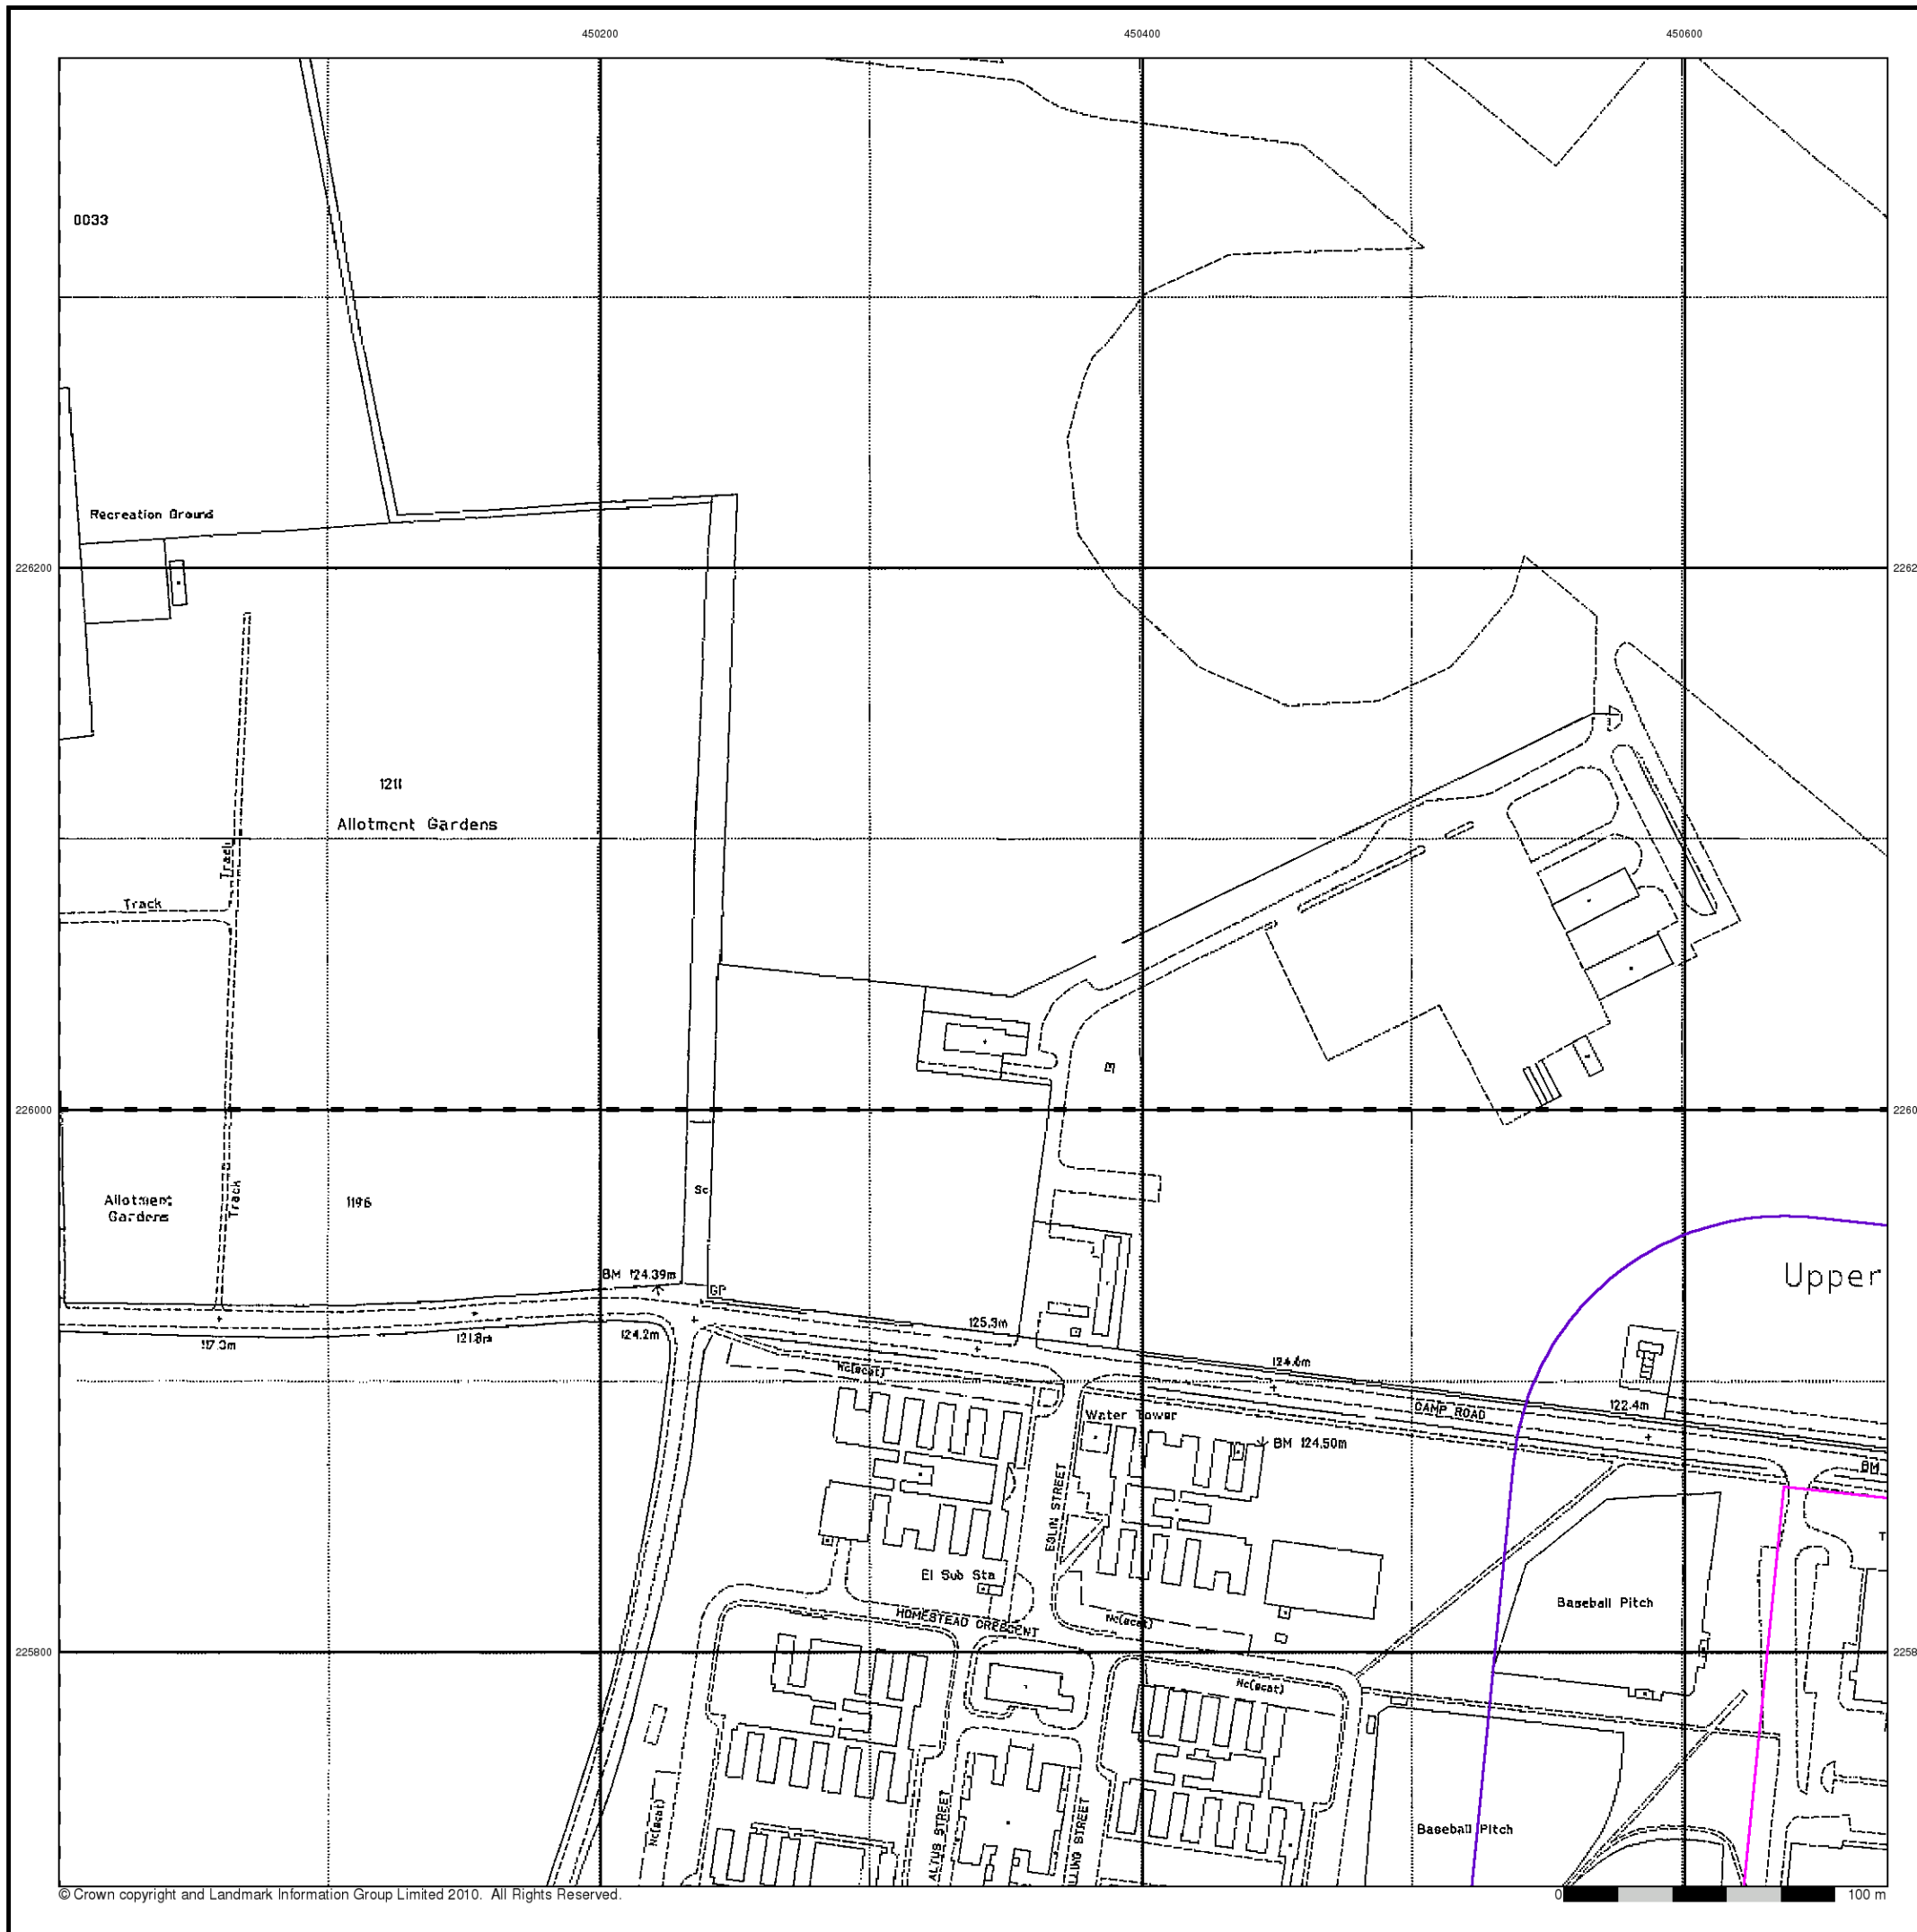 450200
450400
450600
0033
Recreation Ground
226200
1211
Allotment Gardens
Track
Track
226000
Track
Allotment
Gardens
1196
Sc
BM 124.39m
GP
Upper
117.3m
121.8m
124.2m
125.3m
124.6m
Nc(scat)
122.4m
CAMP ROAD
Water Tower
BM 124.50m
BM
EGLIN STREET
El Sub Sta
HOMESTEAD CRESCENT
Nc(scat)
Baseball Pitch
225800
Nc(scat)
Nc(scat)
ALTUS STREET
LING STREET
Baseball Pitch
© Crown copyright and Landmark Information Group Limited 2010. All Rights Reserved.
0 100 m